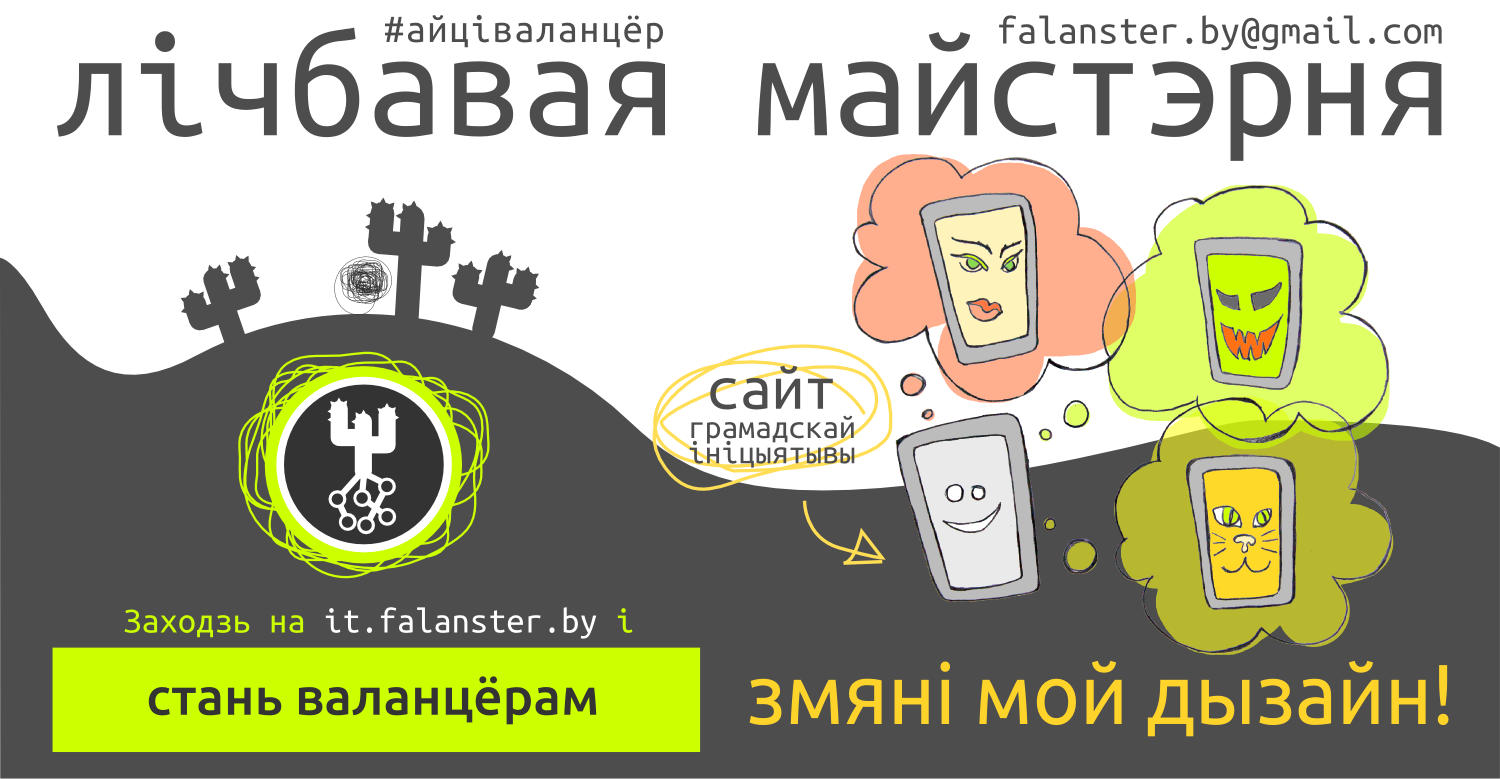 #айціваланцёр
falanster.by@gmail.com
лічбавая майстэрня
сайт
грамадскай
ініцыятывы
Заходзь на it.falanster.by і
стань валанцёрам
змяні мой дызайн!